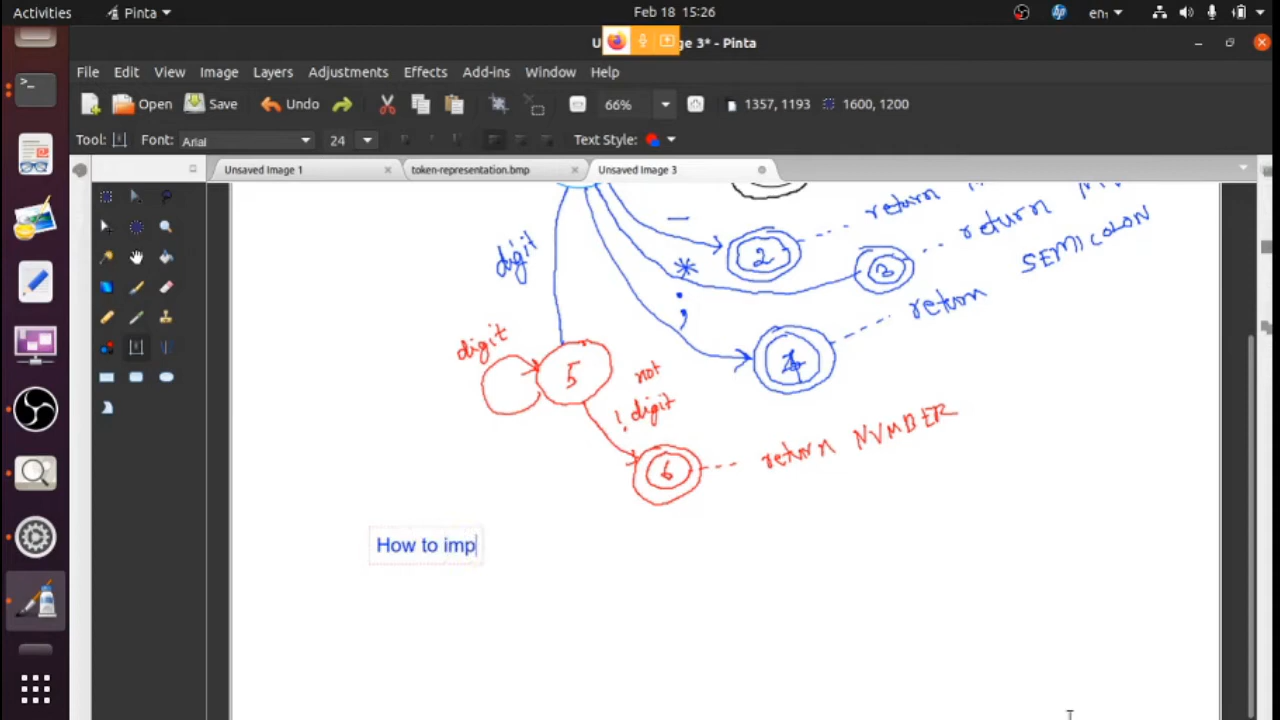 Activities Pinta Feb 18 15:26 en
Unsaved Image 3* - Pinta
File Edit View Image Layers Adjustments Effects Add-ins Window Help
Open Save Undo 66% 1357, 1193 1600, 1200
Tool: Font: Arial 24 Text Style:
Unsaved Image 1 token-representation.bmp Unsaved Image 3
return
return
SEMICOLON
return
digit
–
2
*
3
;
4
digit
5
not
! digit
6
return NUMBER
How to imp